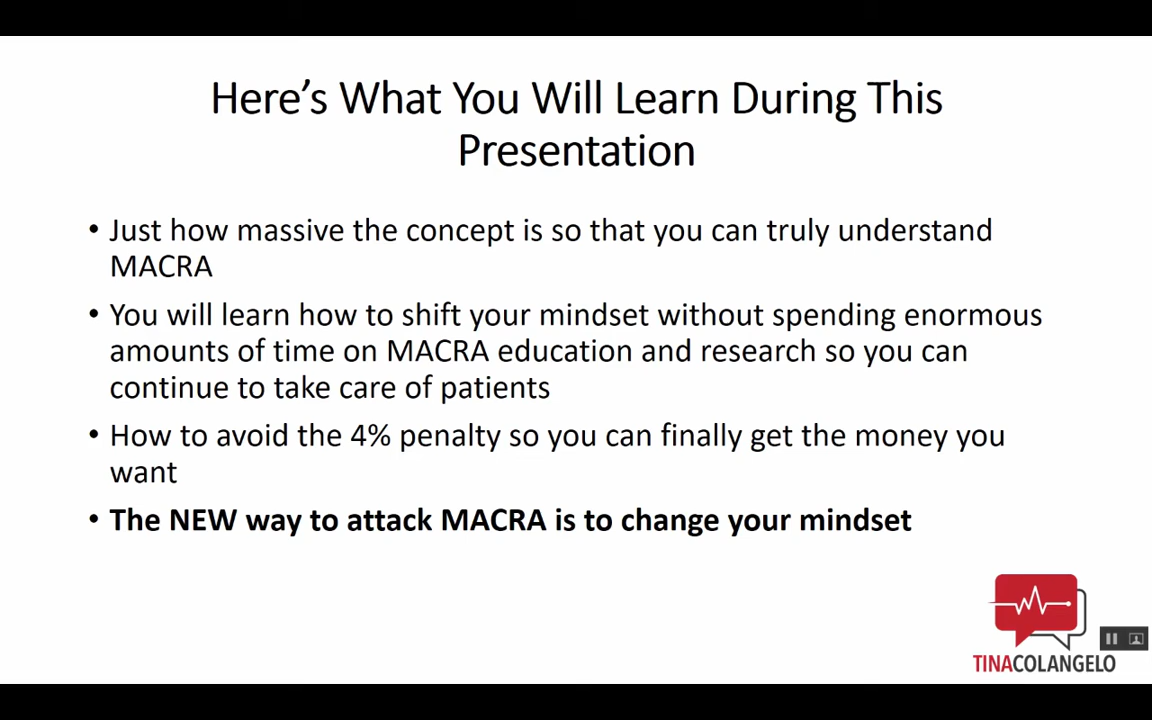 Here's What You Will Learn During This
Presentation
• Just how massive the concept is so that you can truly understand
MACRA
• You will learn how to shift your mindset without spending enormous
amounts of time on MACRA education and research so you can
continue to take care of patients
• How to avoid the 4% penalty so you can finally get the money you
want
• The NEW way to attack MACRA is to change your mindset
TINACOLANGELO